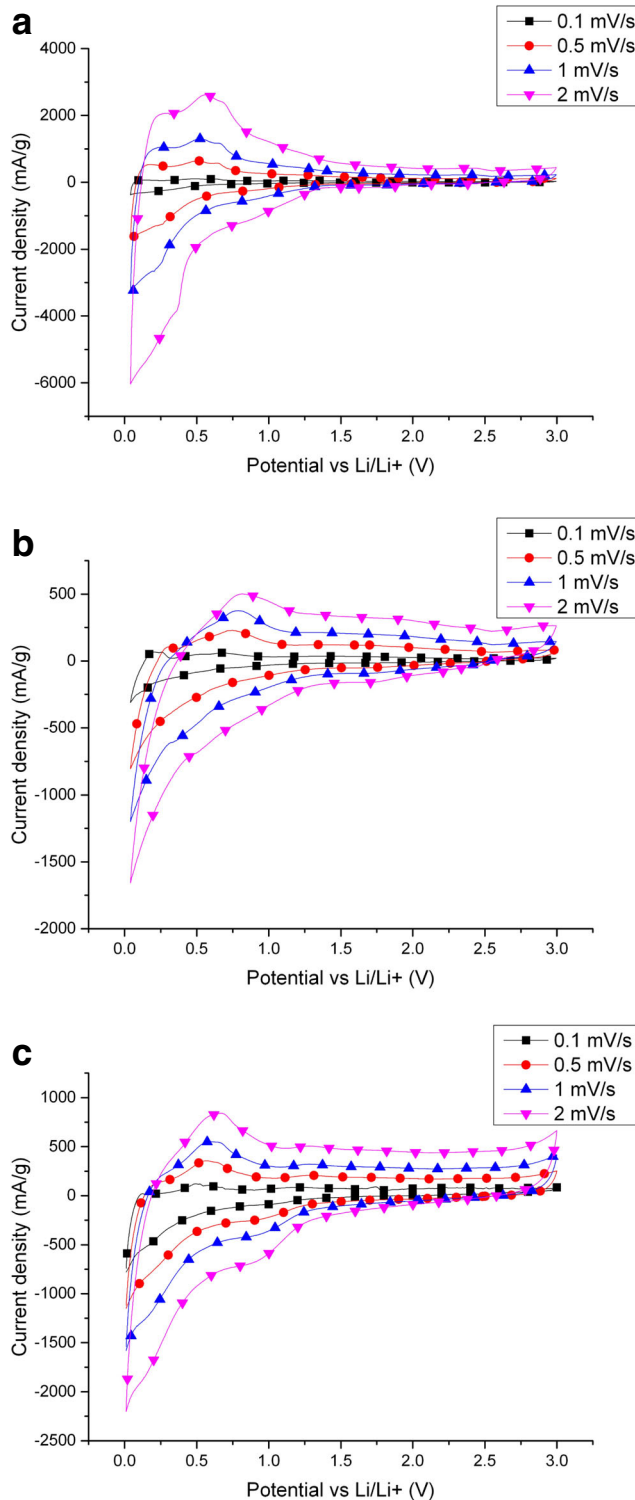 a
0.1 mV/s
0.5 mV/s
1 mV/s
2 mV/s
4000
2000
0
-2000
-4000
-6000
Current density (mA/g)
0.0 0.5 1.0 1.5 2.0 2.5 3.0
Potential vs Li/Li+ (V)
b
0.1 mV/s
0.5 mV/s
1 mV/s
2 mV/s
500
0
-500
-1000
-1500
-2000
Current density (mA/g)
0.0 0.5 1.0 1.5 2.0 2.5 3.0
Potential vs Li/Li+ (V)
c
0.1 mV/s
0.5 mV/s
1 mV/s
2 mV/s
1000
500
0
-500
-1000
-1500
-2000
-2500
Current density (mA/g)
0.0 0.5 1.0 1.5 2.0 2.5 3.0
Potential vs Li/Li+ (V)